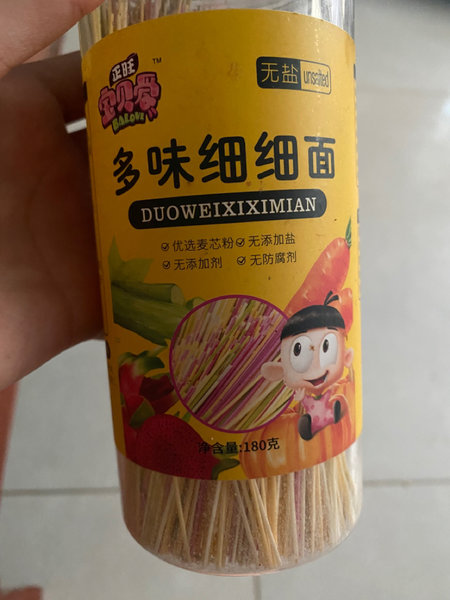 正旺
宝贝爱
BABLOVE
TM
无盐 unsalted
多味细细面
DUOWEIXIXIMIAN
优选麦芯粉 无添加盐
无添加剂 无防腐剂
净含量:180克